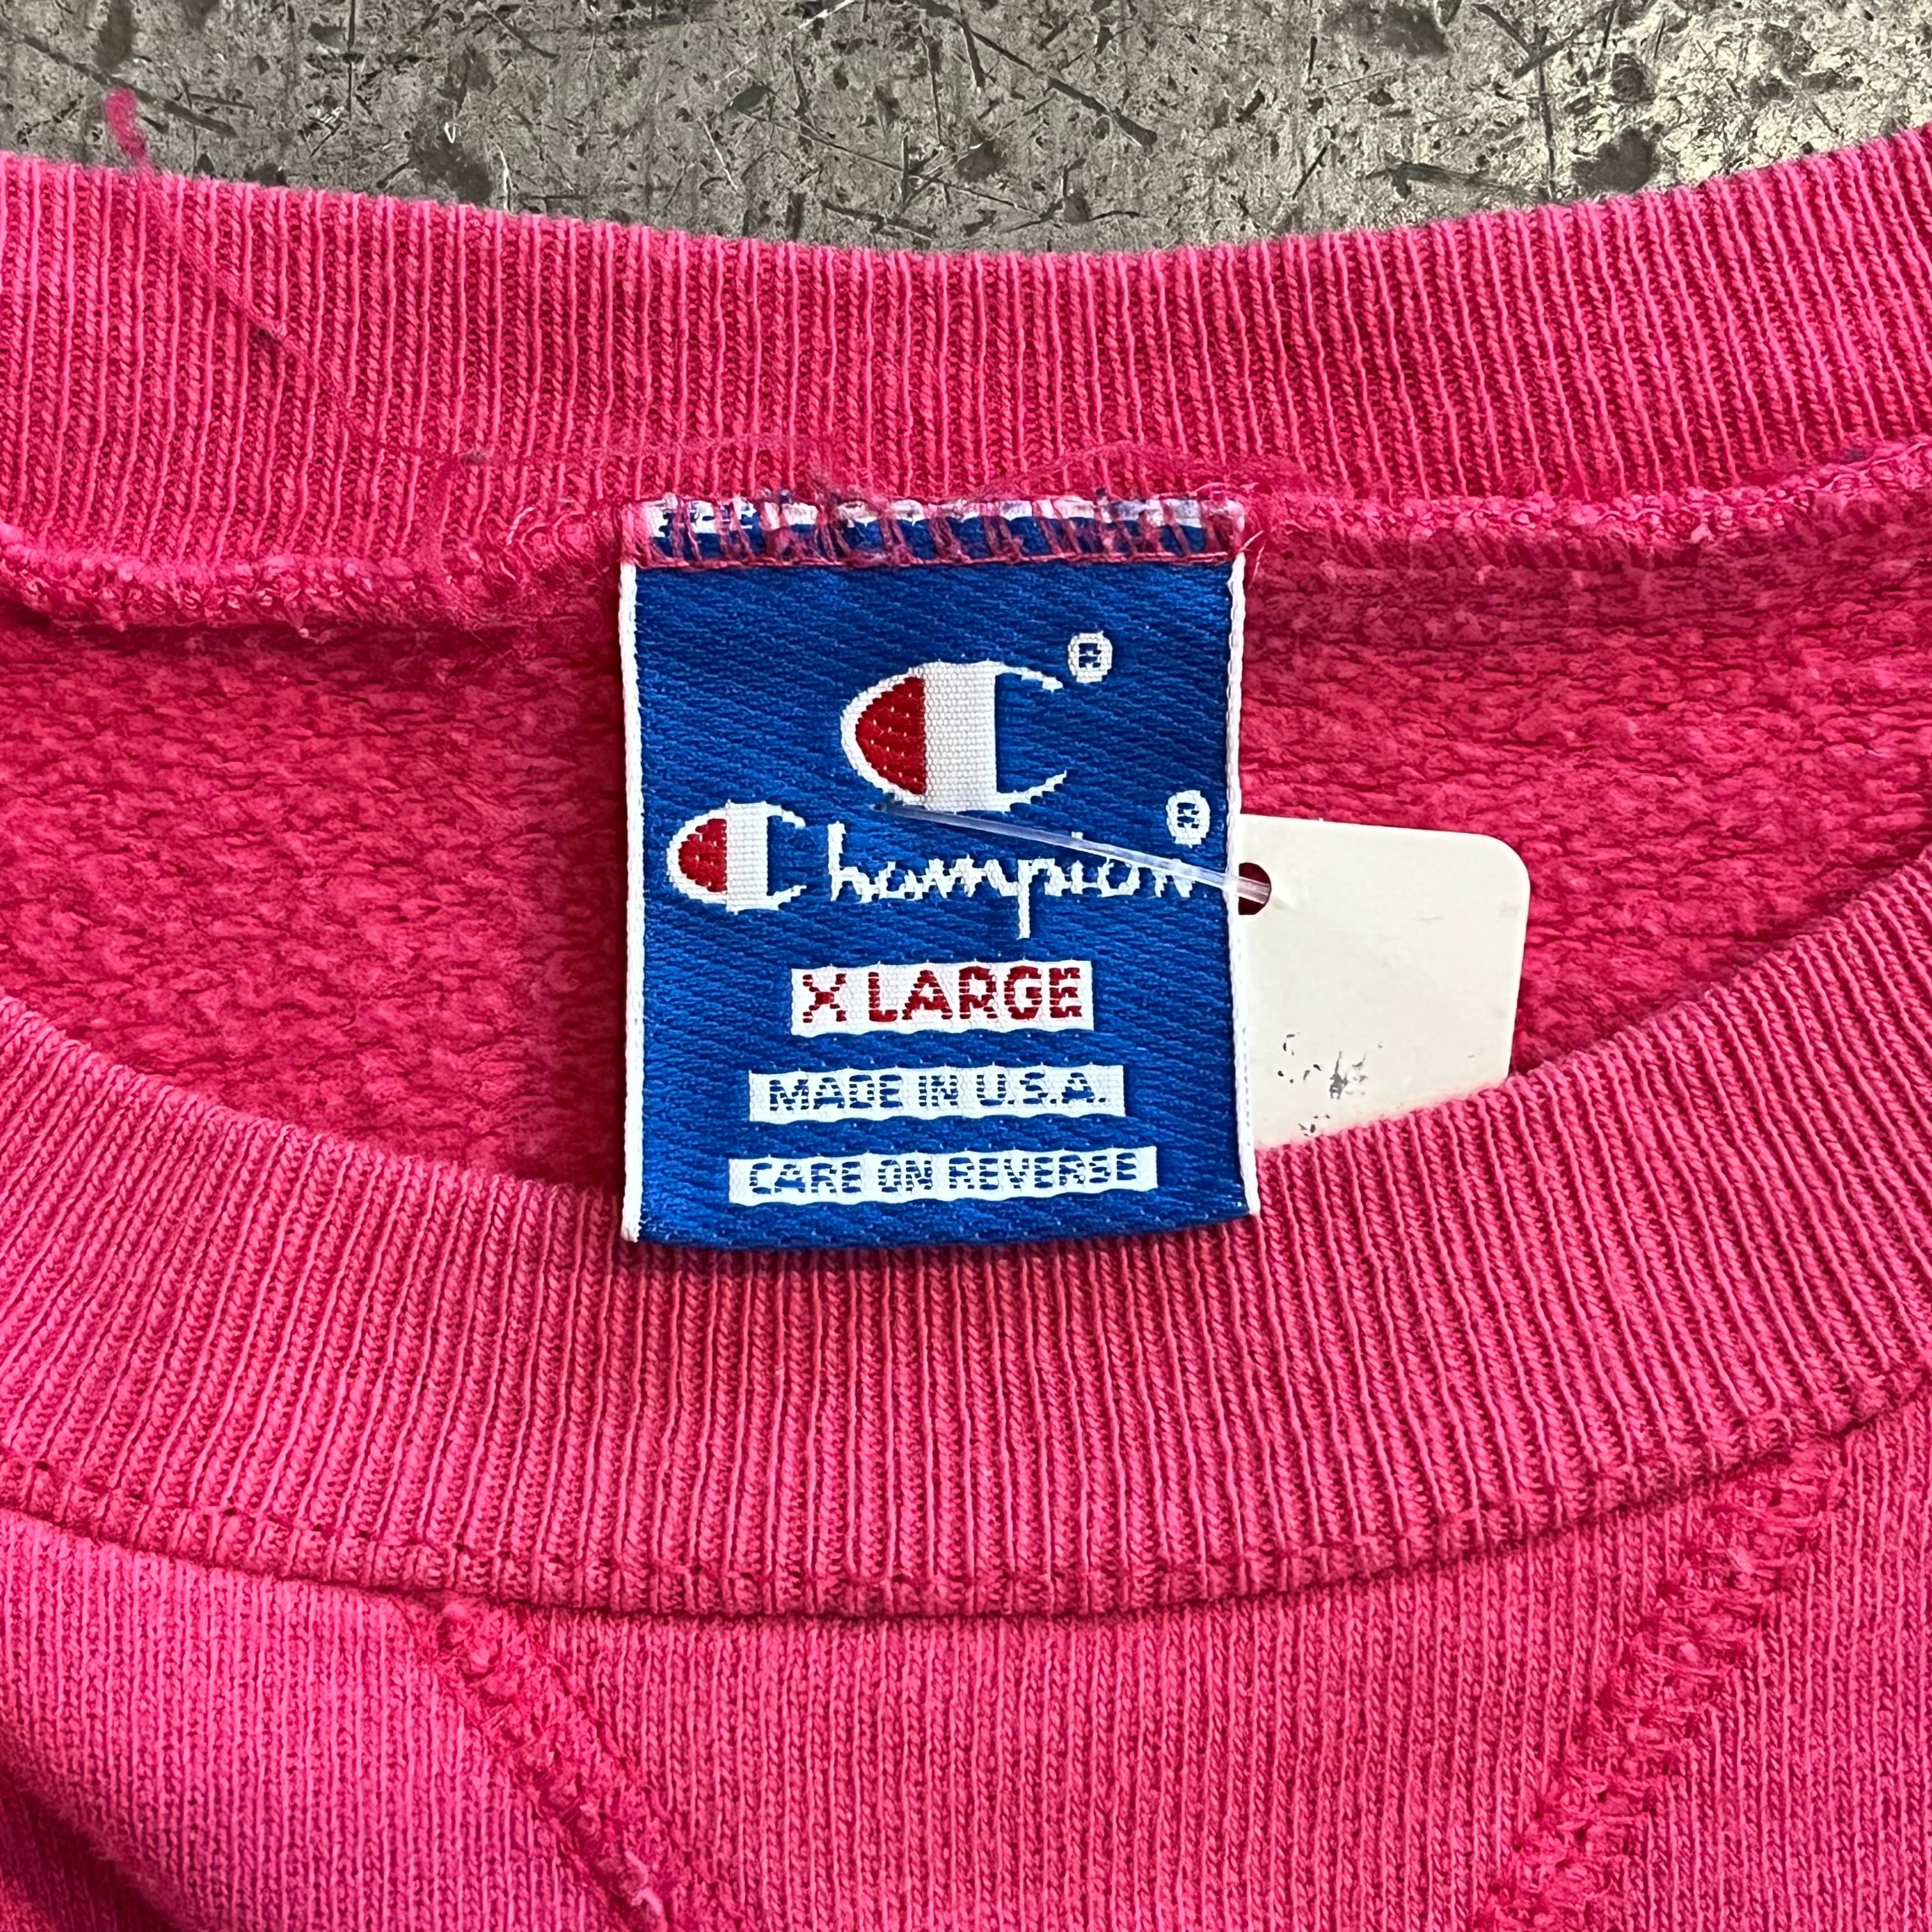 C®
Champion®
X LARGE
MADE IN U.S.A.
CARE ON REVERSE